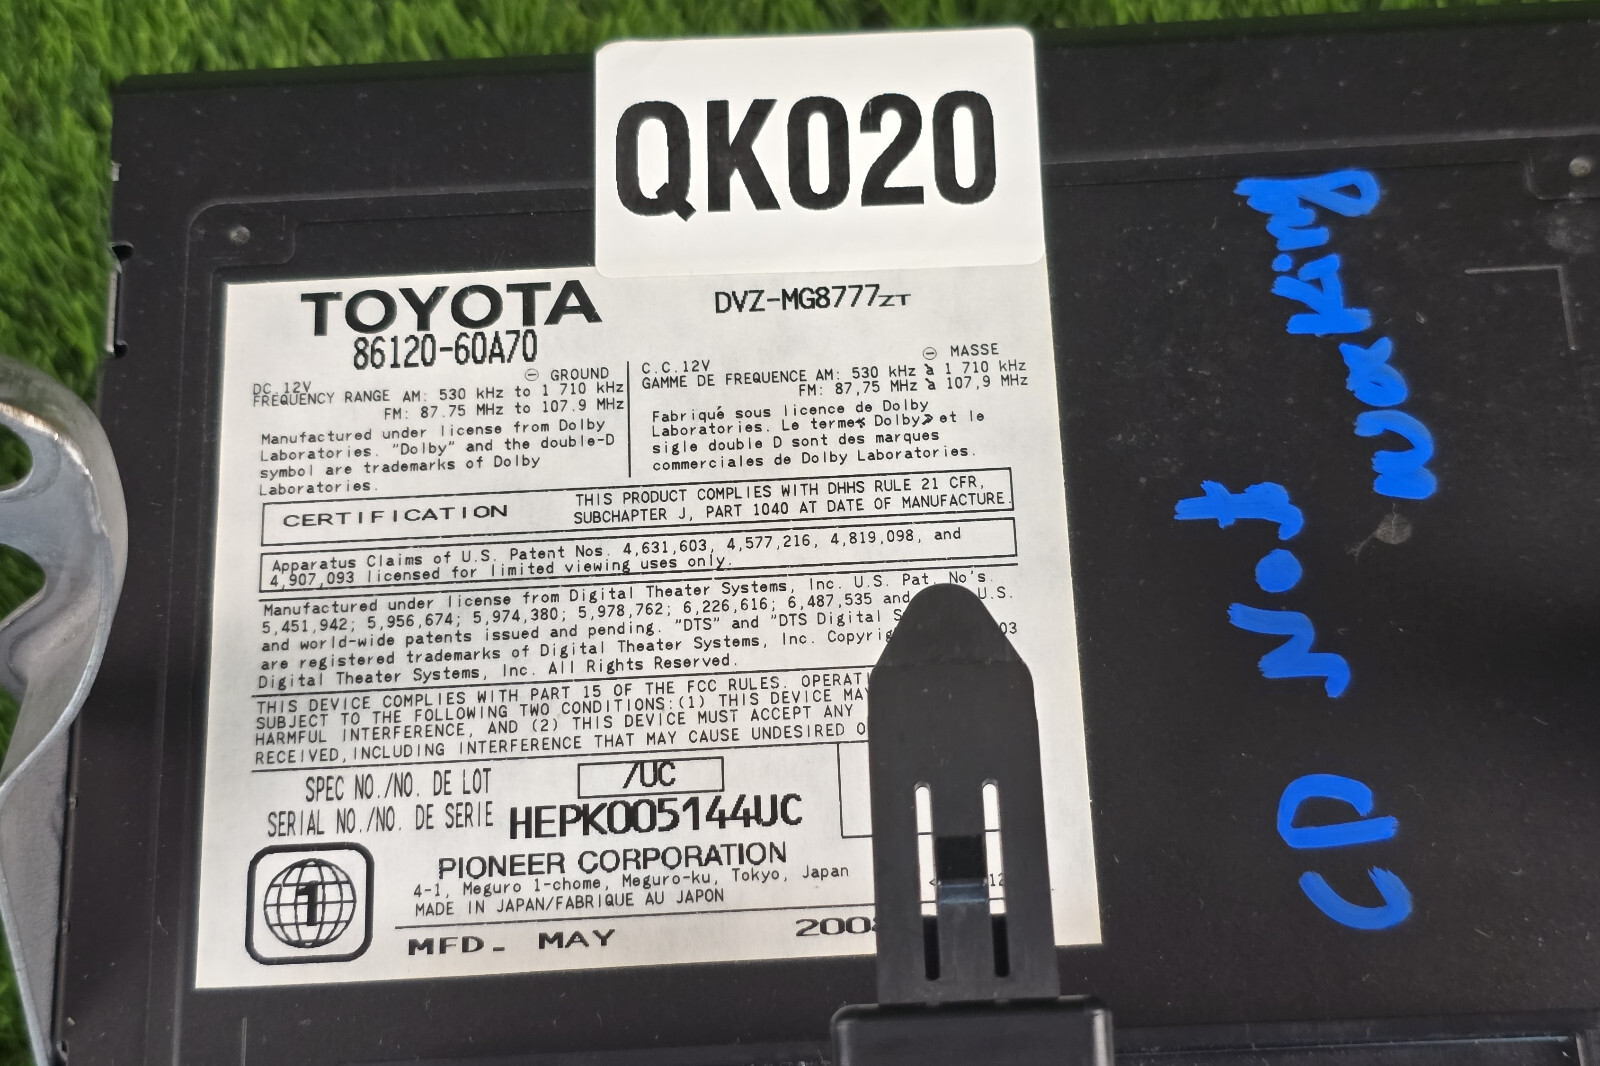 QK020
TOYOTA
86120-60A70
DVZ-MG8777ZT
DC.12V ⊖ GROUND
FREQUENCY RANGE AM: 530 kHz to 1 710 kHz
FM: 87.75 MHz to 107.9 MHz
Manufactured under license from Dolby
Laboratories. "Dolby" and the double-D
symbol are trademarks of Dolby
Laboratories.
C.C.12V ⊖ MASSE
GAMME DE FREQUENCE AM: 530 kHz à 1 710 kHz
FM: 87,75 MHz à 107,9 MHz
Fabriqué sous licence de Dolby
Laboratories. Le terme« Dolby» et le
sigle double D sont des marques
commerciales de Dolby Laboratories.
CERTIFICATION
THIS PRODUCT COMPLIES WITH DHHS RULE 21 CFR,
SUBCHAPTER J, PART 1040 AT DATE OF MANUFACTURE.
Apparatus Claims of U.S. Patent Nos. 4,631,603, 4,577,216, 4,819,098, and
4,907,093 licensed for limited viewing uses only.
Manufactured under license from Digital Theater Systems, Inc. U.S. Pat. No's.
5,451,942; 5,956,674; 5,974,380; 5,978,762; 6,226,616; 6,487,535 and U.S.
and world-wide patents issued and pending. "DTS" and "DTS Digital
are registered trademarks of Digital Theater Systems, Inc.
Digital Theater Systems, Inc. All Rights Reserved.
THIS DEVICE COMPLIES WITH PART 15 OF THE FCC RULES.
SUBJECT TO THE FOLLOWING TWO CONDITIONS:(1) THIS DEVICE MAY
HARMFUL INTERFERENCE, AND (2) THIS DEVICE MUST ACCEPT ANY
RECEIVED,INCLUDING INTERFERENCE THAT MAY CAUSE UNDESIRED
SPEC NO./NO. DE LOT /UC
SERIAL NO./NO. DE SERIE HEPK005144UC
1
PIONEER CORPORATION
4-1, Meguro 1-chome, Meguro-ku, Tokyo, Japan
MADE IN JAPAN/FABRIQUE AU JAPON
MFD- MAY
CD Not
Waking